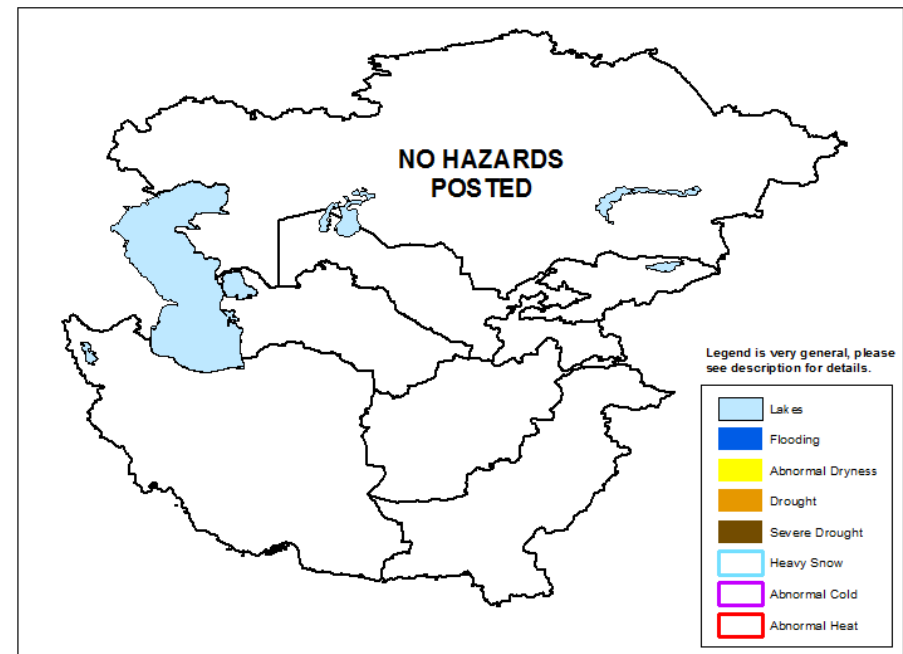 NO HAZARDS
POSTED
Legend is very general, please
see description for details.
Lakes
Flooding
Abnormal Dryness
Drought
Severe Drought
Heavy Snow
Abnormal Cold
Abnormal Heat